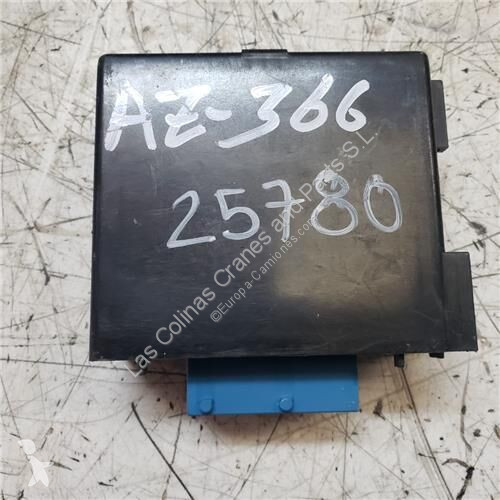 AZ-366
25780
Las Colinas Cranes and Parts S.L.
©Europa-Camiones.com